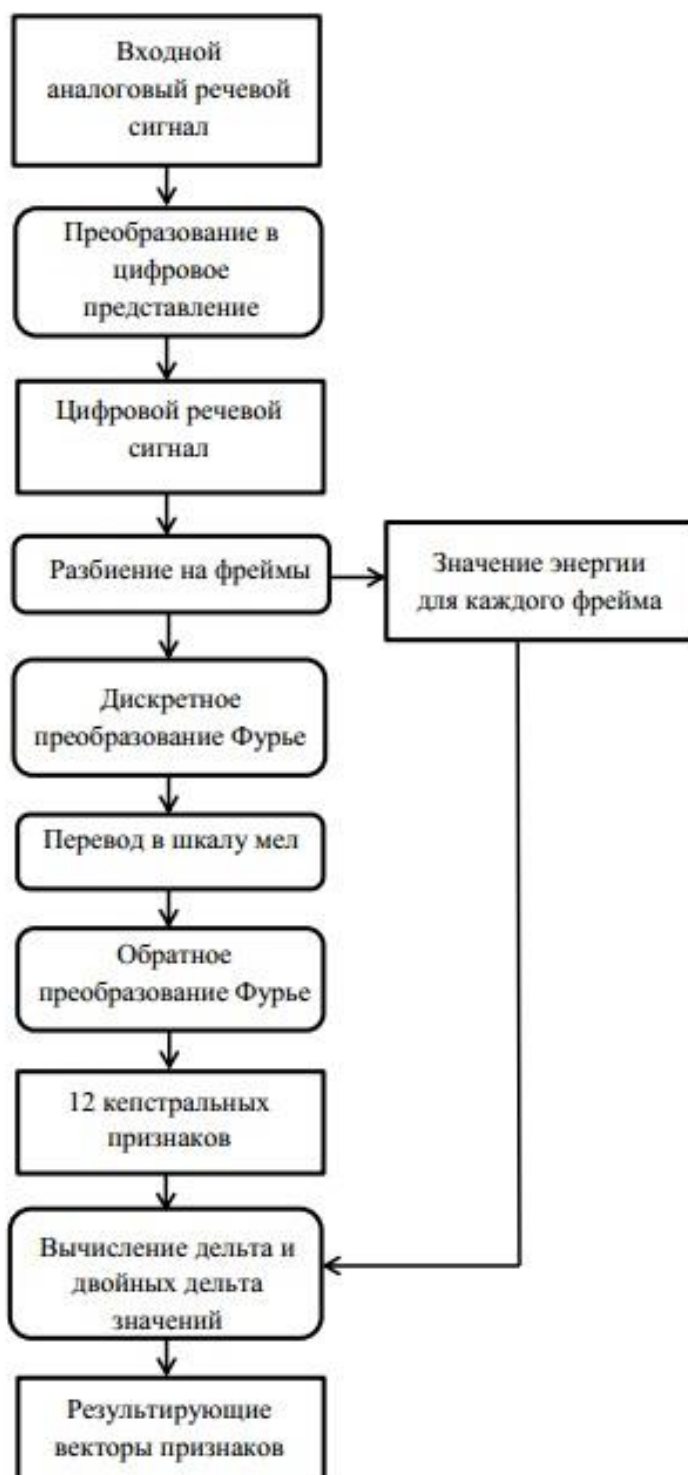 Входной
аналоговый речевой
сигнал
Преобразование в
цифровое
представление
Цифровой речевой
сигнал
Разбиение на фреймы
Значение энергии
для каждого фрейма
Дискретное
преобразование Фурье
Перевод в шкалу мел
Обратное
преобразование Фурье
12 кепстральных
признаков
Вычисление дельта и
двойных дельта
значений
Результирующие
векторы признаков